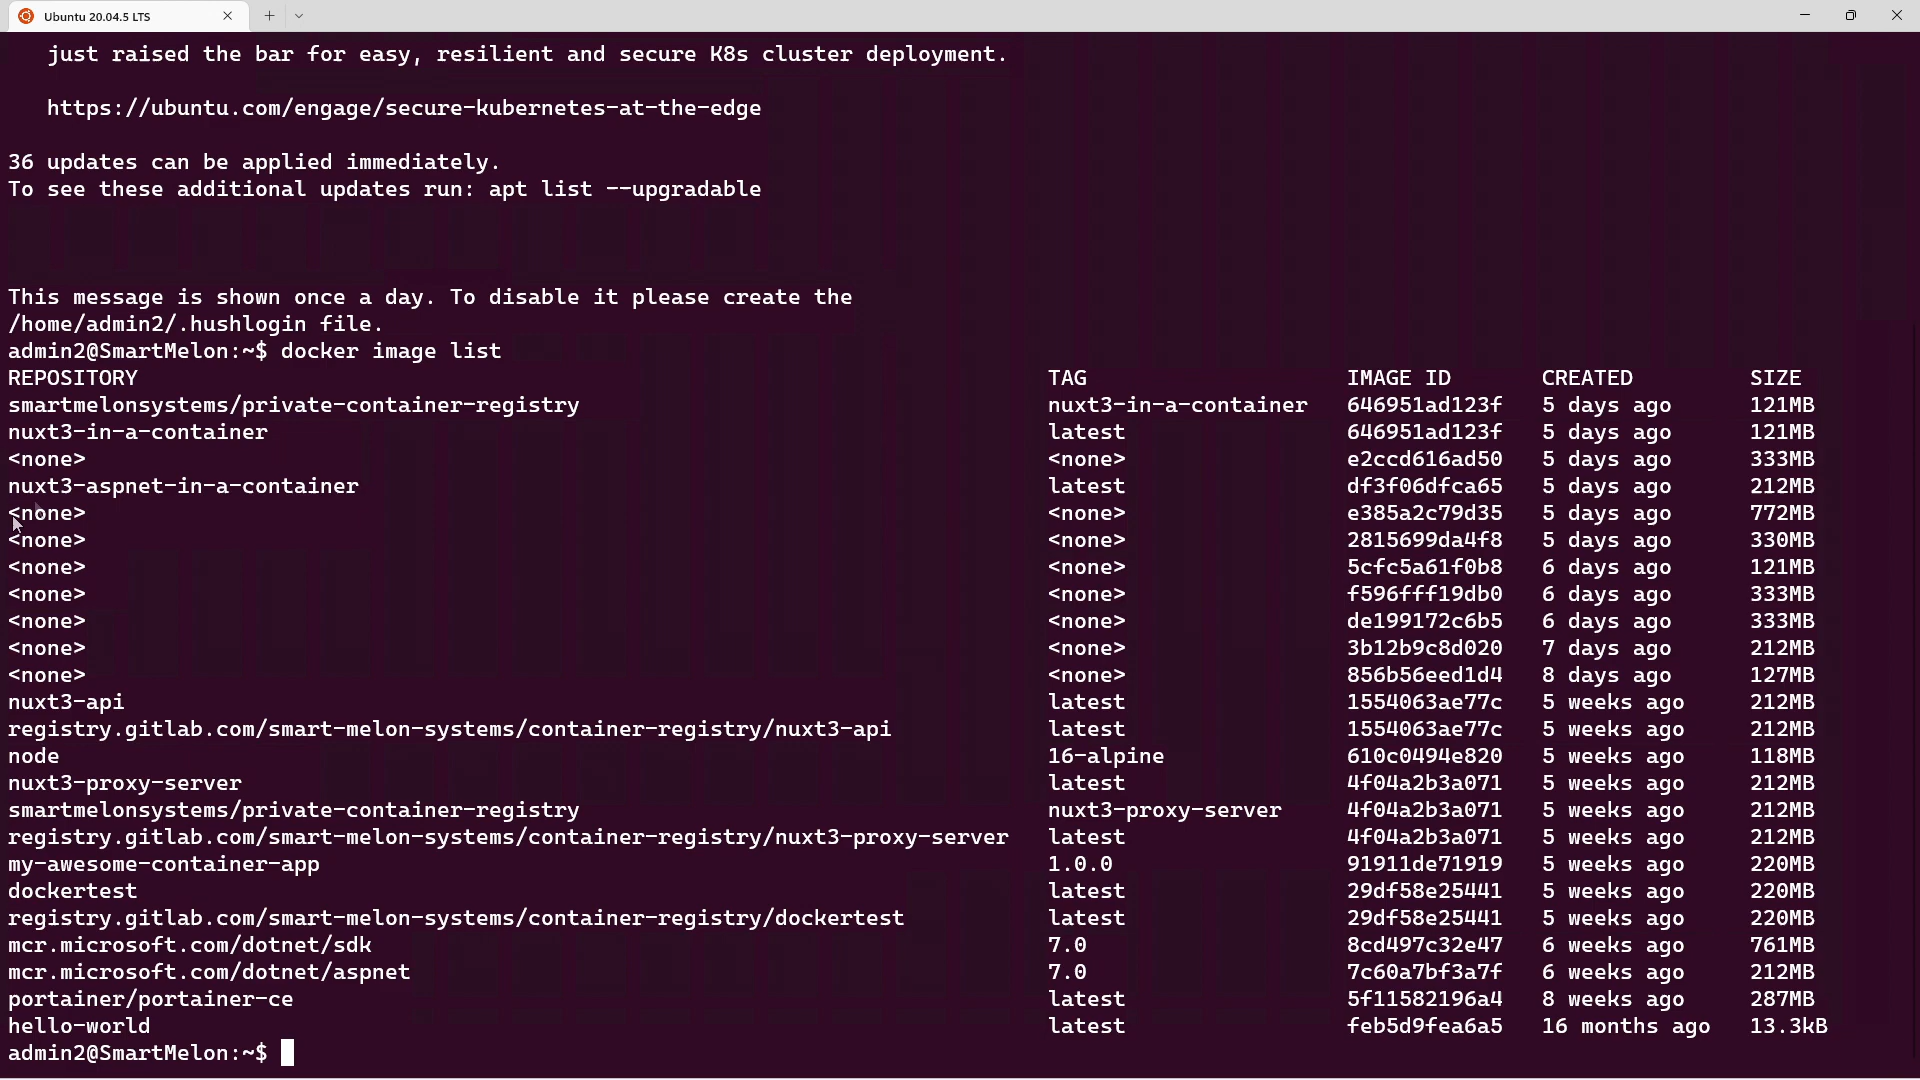 Ubuntu 20.04.5 LTS
just raised the bar for easy, resilient and secure K8s cluster deployment.
https://ubuntu.com/engage/secure-kubernetes-at-the-edge
36 updates can be applied immediately.
To see these additional updates run: apt list --upgradable
This message is shown once a day. To disable it please create the
/home/admin2/.hushlogin file.
admin2@SmartMelon:~$ docker image list
REPOSITORY TAG IMAGE ID CREATED SIZE
smartmelonsystems/private-container-registry nuxt3-in-a-container 646951ad123f 5 days ago 121MB
nuxt3-in-a-container latest 646951ad123f 5 days ago 121MB
<none> <none> e2ccd616ad50 5 days ago 333MB
nuxt3-aspnet-in-a-container latest df3f06dfca65 5 days ago 212MB
<none> <none> e385a2c79d35 5 days ago 772MB
<none> <none> 2815699da4f8 5 days ago 330MB
<none> <none> 5cfc5a61f0b8 6 days ago 121MB
<none> <none> f596fff19db0 6 days ago 333MB
<none> <none> de199172c6b5 6 days ago 333MB
<none> <none> 3b12b9c8d020 7 days ago 212MB
<none> <none> 856b56eed1d4 8 days ago 127MB
nuxt3-api latest 1554063ae77c 5 weeks ago 212MB
registry.gitlab.com/smart-melon-systems/container-registry/nuxt3-api latest 1554063ae77c 5 weeks ago 212MB
node 16-alpine 610c0494e820 5 weeks ago 118MB
nuxt3-proxy-server latest 4f04a2b3a071 5 weeks ago 212MB
smartmelonsystems/private-container-registry nuxt3-proxy-server 4f04a2b3a071 5 weeks ago 212MB
registry.gitlab.com/smart-melon-systems/container-registry/nuxt3-proxy-server latest 4f04a2b3a071 5 weeks ago 212MB
my-awesome-container-app 1.0.0 91911de71919 5 weeks ago 220MB
dockertest latest 29df58e25441 5 weeks ago 220MB
registry.gitlab.com/smart-melon-systems/container-registry/dockertest latest 29df58e25441 5 weeks ago 220MB
mcr.microsoft.com/dotnet/sdk 7.0 8cd497c32e47 6 weeks ago 761MB
mcr.microsoft.com/dotnet/aspnet 7.0 7c60a7bf3a7f 6 weeks ago 212MB
portainer/portainer-ce latest 5f11582196a4 8 weeks ago 287MB
hello-world latest feb5d9fea6a5 16 months ago 13.3kB
admin2@SmartMelon:~$